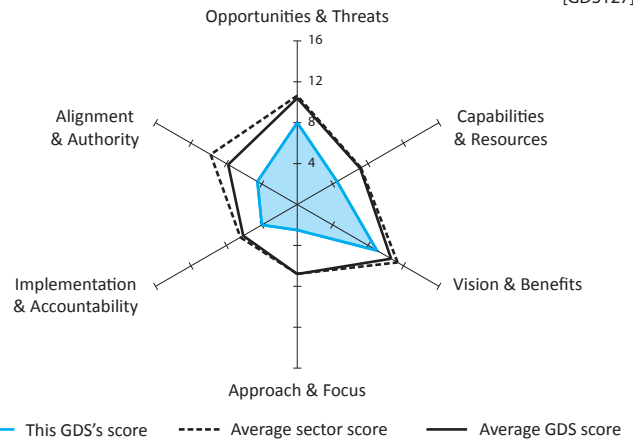 [GDS127]
Opportunities & Threats
16
12
8
4
Alignment
& Authority
Capabilities
& Resources
Implementation
& Accountability
Vision & Benefits
Approach & Focus
This GDS's score
Average sector score
Average GDS score